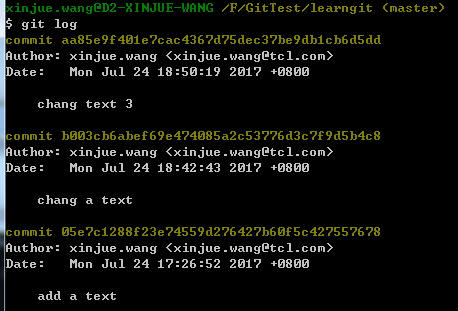 xinjue.wang@D2-XINJUE-WANG /F/GitTest/learngit (master)
$ git log
commit aa85e9f401e7cac4367d75dec37be9db1cb6d5dd
Author: xinjue.wang <xinjue.wang@tcl.com>
Date:   Mon Jul 24 18:50:19 2017 +0800
    chang text 3
commit b003cb6abef69e474085a2c53776d3c7f9d5b4c8
Author: xinjue.wang <xinjue.wang@tcl.com>
Date:   Mon Jul 24 18:42:43 2017 +0800
    chang a text
commit 05e7c1288f23e74559d276427b60f5c427557678
Author: xinjue.wang <xinjue.wang@tcl.com>
Date:   Mon Jul 24 17:26:52 2017 +0800
    add a text